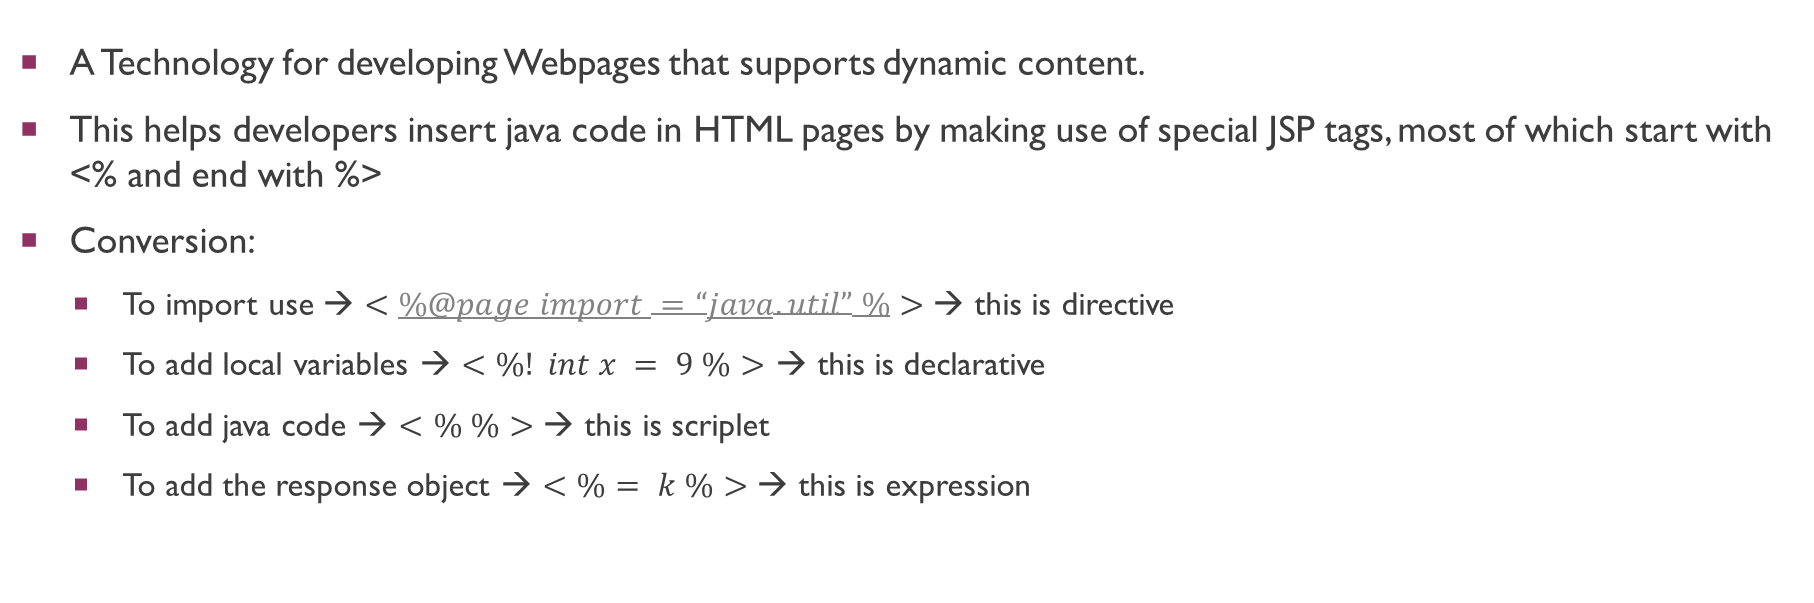 A Technology for developing Webpages that supports dynamic content.
This helps developers insert java code in HTML pages by making use of special JSP tags, most of which start with
<% and end with %>
Conversion:
To import use → < %@page import = “java.util” % > → this is directive
To add local variables → < %! int x = 9 % > → this is declarative
To add java code → < % % > → this is scriplet
To add the response object → < % = k % > → this is expression